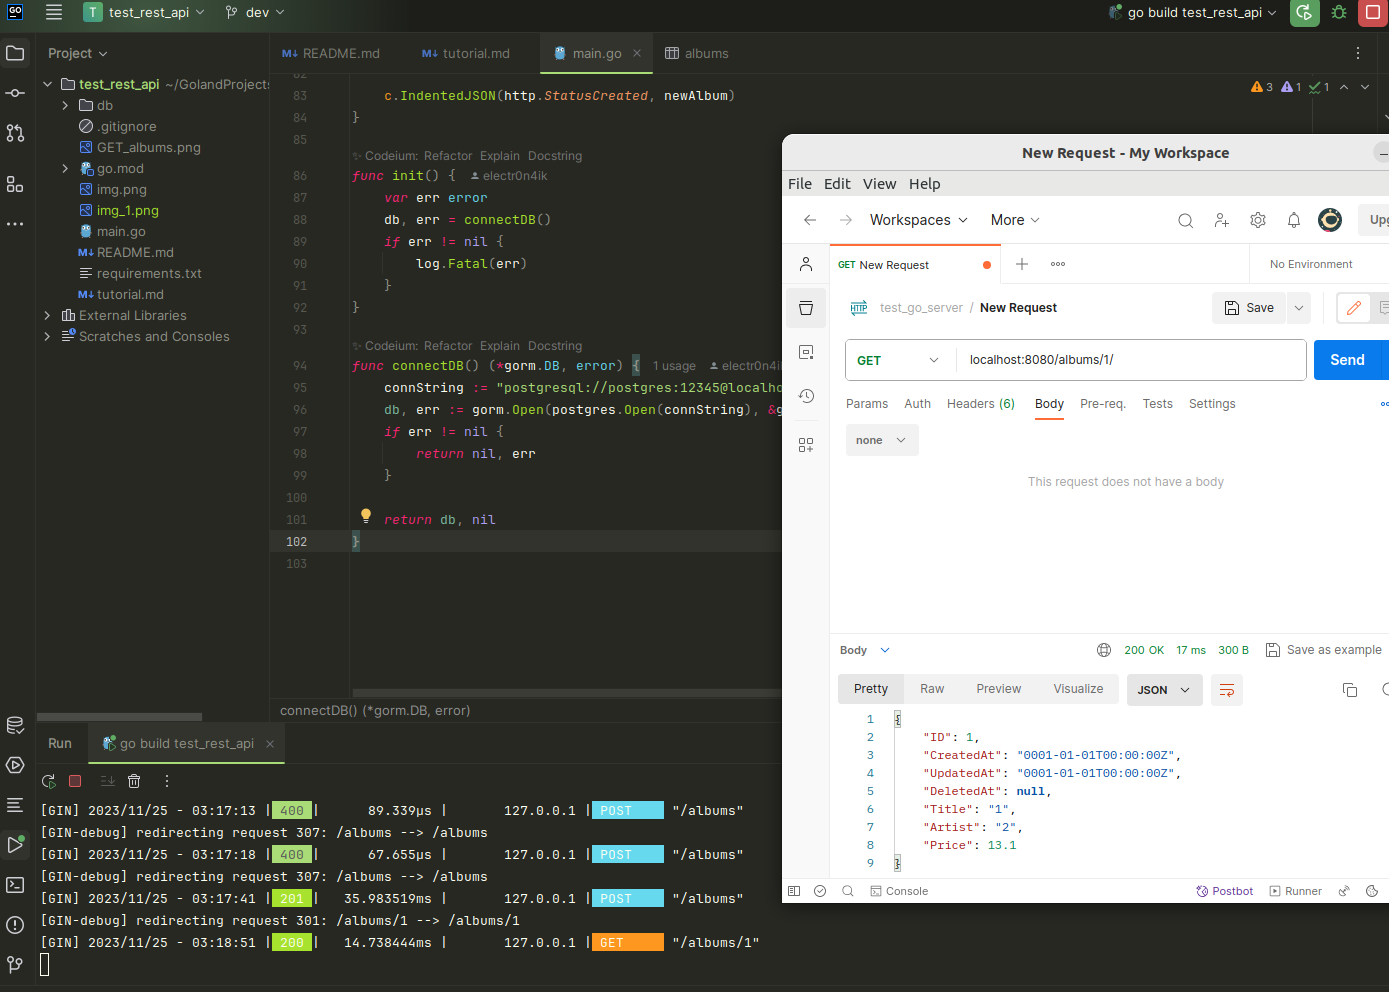 GO
T test_rest_api
dev
go build test_rest_api
Project
README.md
tutorial.md
main.go
albums
test_rest_api ~/GolandProjects
db
.gitignore
GET_albums.png
go.mod
img.png
img_1.png
main.go
README.md
requirements.txt
tutorial.md
External Libraries
Scratches and Consoles
3 1 1
82
83 c.IndentedJSON(http.StatusCreated, newAlbum)
84 }
85
Codeium: Refactor Explain Docstring
86 func init() { electr0n4ik
87 var err error
88 db, err = connectDB()
89 if err != nil {
90 log.Fatal(err)
91 }
92 }
93
Codeium: Refactor Explain Docstring
94 func connectDB() (*gorm.DB, error) { 1 usage electr0n4i
95 connString := "postgresql://postgres:12345@localho
96 db, err := gorm.Open(postgres.Open(connString), &g
97 if err != nil {
98 return nil, err
99 }
100
101 return db, nil
102 }
103
connectDB() (*gorm.DB, error)
New Request - My Workspace
File Edit View Help
Workspaces More Upg
GET New Request
No Environment
HTTP test_go_server / New Request
Save
GET localhost:8080/albums/1/ Send
Params Auth Headers (6) Body Pre-req. Tests Settings
none
This request does not have a body
Body 200 OK 17 ms 300 B Save as example
Pretty Raw Preview Visualize JSON
1 {
2 "ID": 1,
3 "CreatedAt": "0001-01-01T00:00:00Z",
4 "UpdatedAt": "0001-01-01T00:00:00Z",
5 "DeletedAt": null,
6 "Title": "1",
7 "Artist": "2",
8 "Price": 13.1
9 }
Console Postbot Runner
Run go build test_rest_api
[GIN] 2023/11/25 - 03:17:13 | 400 | 89.339µs | 127.0.0.1 | POST "/albums"
[GIN-debug] redirecting request 307: /albums --> /albums
[GIN] 2023/11/25 - 03:17:18 | 400 | 67.655µs | 127.0.0.1 | POST "/albums"
[GIN-debug] redirecting request 307: /albums --> /albums
[GIN] 2023/11/25 - 03:17:41 | 201 | 35.983519ms | 127.0.0.1 | POST "/albums"
[GIN-debug] redirecting request 301: /albums/1 --> /albums/1
[GIN] 2023/11/25 - 03:18:51 | 200 | 14.738444ms | 127.0.0.1 | GET "/albums/1"